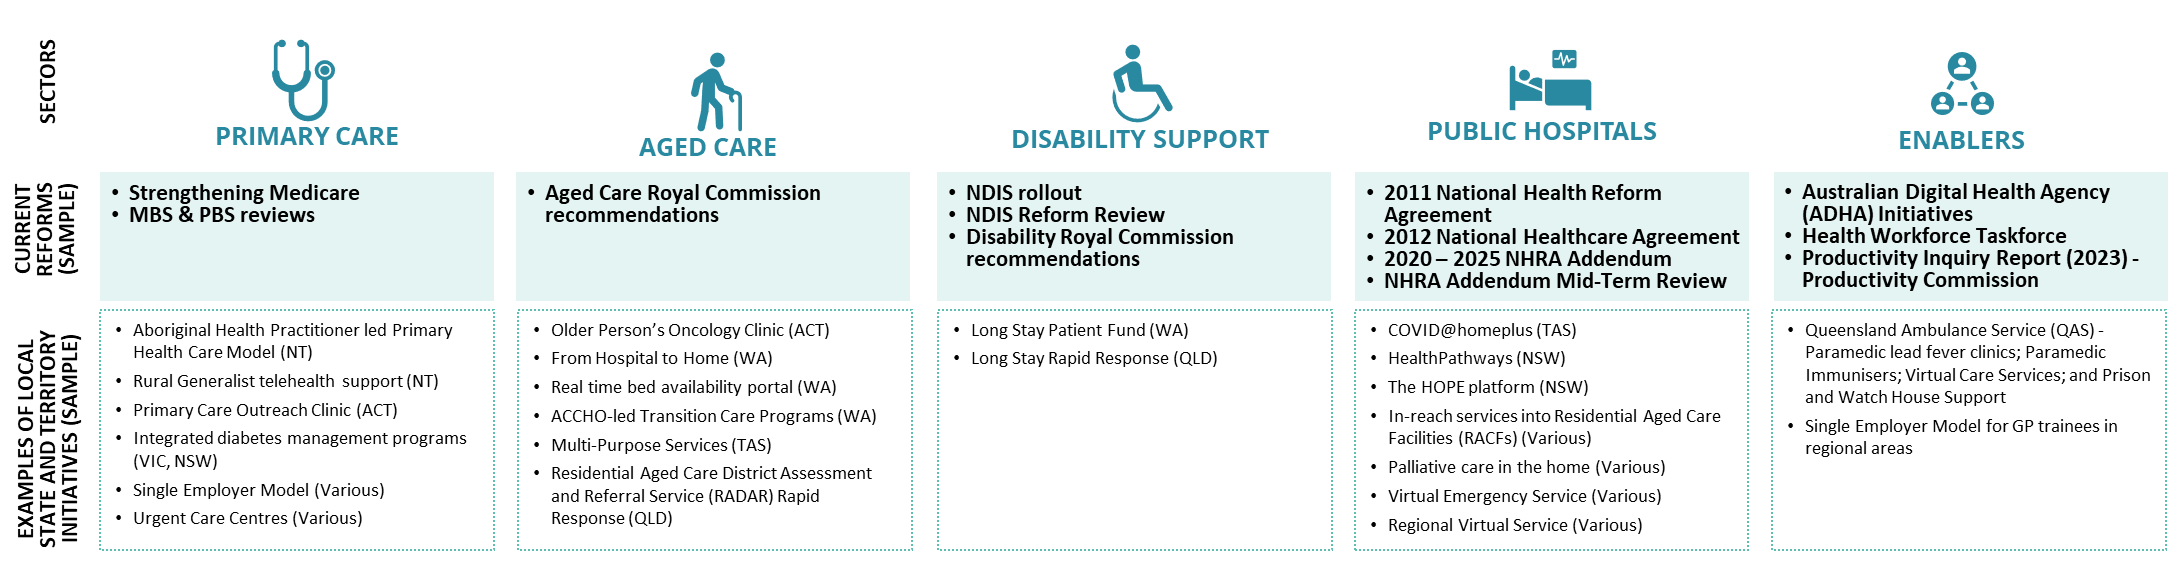 SECTORS
PRIMARY CARE
AGED CARE
DISABILITY SUPPORT
PUBLIC HOSPITALS
ENABLERS
CURRENT
REFORMS
(SAMPLE)
• Strengthening Medicare
• MBS & PBS reviews
• Aged Care Royal Commission
recommendations
• NDIS rollout
• NDIS Reform Review
• Disability Royal Commission
recommendations
• 2011 National Health Reform
Agreement
• 2012 National Healthcare Agreement
• 2020 – 2025 NHRA Addendum
• NHRA Addendum Mid-Term Review
• Australian Digital Health Agency
(ADHA) Initiatives
• Health Workforce Taskforce
• Productivity Inquiry Report (2023) -
Productivity Commission
EXAMPLES OF LOCAL
STATE AND TERRITORY
INITIATIVES (SAMPLE)
• Aboriginal Health Practitioner led Primary
Health Care Model (NT)
• Rural Generalist telehealth support (NT)
• Primary Care Outreach Clinic (ACT)
• Integrated diabetes management programs
(VIC, NSW)
• Single Employer Model (Various)
• Urgent Care Centres (Various)
• Older Person’s Oncology Clinic (ACT)
• From Hospital to Home (WA)
• Real time bed availability portal (WA)
• ACCHO-led Transition Care Programs (WA)
• Multi-Purpose Services (TAS)
• Residential Aged Care District Assessment
and Referral Service (RADAR) Rapid
Response (QLD)
• Long Stay Patient Fund (WA)
• Long Stay Rapid Response (QLD)
• COVID@homeplus (TAS)
• HealthPathways (NSW)
• The HOPE platform (NSW)
• In-reach services into Residential Aged Care
Facilities (RACFs) (Various)
• Palliative care in the home (Various)
• Virtual Emergency Service (Various)
• Regional Virtual Service (Various)
• Queensland Ambulance Service (QAS) -
Paramedic lead fever clinics; Paramedic
Immunisers; Virtual Care Services; and Prison
and Watch House Support
• Single Employer Model for GP trainees in
regional areas